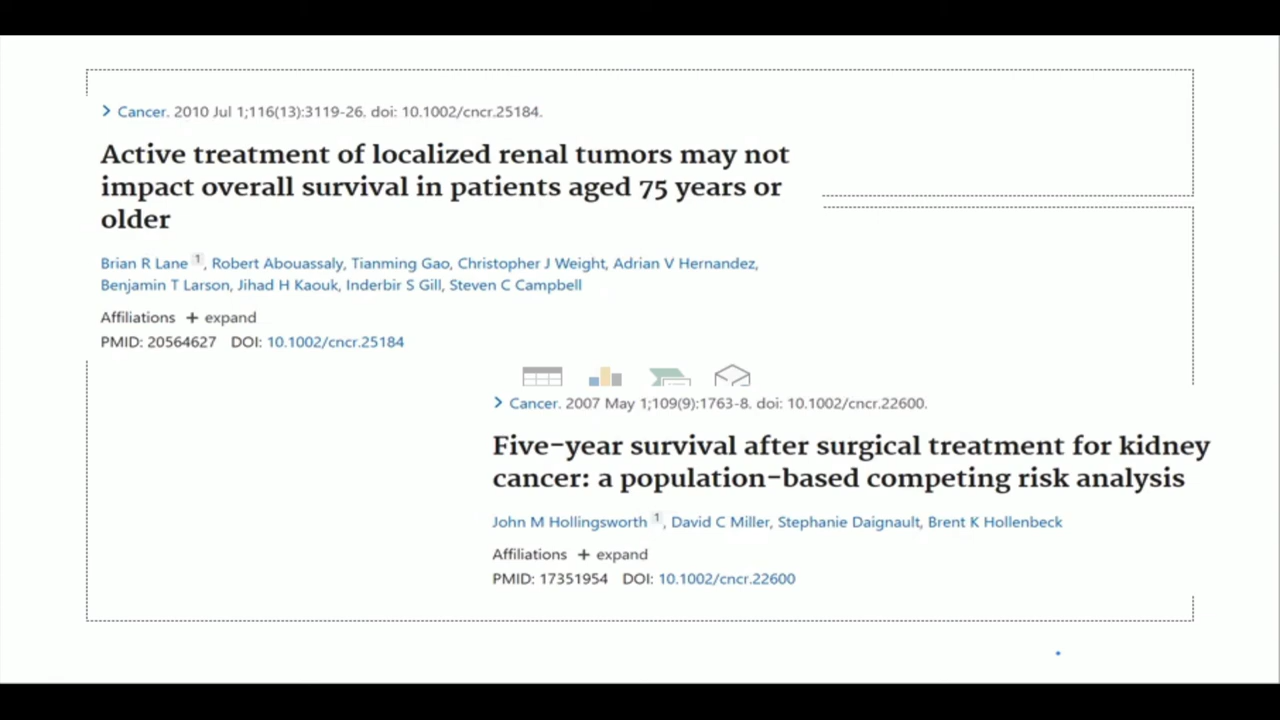 Cancer. 2010 Jul 1;116(13):3119-26. doi: 10.1002/cncr.25184.
Active treatment of localized renal tumors may not
impact overall survival in patients aged 75 years or
older
Brian R Lane 1, Robert Abouassaly, Tianming Gao, Christopher J Weight, Adrian V Hernandez,
Benjamin T Larson, Jihad H Kaouk, Inderbir S Gill, Steven C Campbell
Affiliations + expand
PMID: 20564627 DOI: 10.1002/cncr.25184
Cancer. 2007 May 1;109(9):1763-8. doi: 10.1002/cncr.22600.
Five-year survival after surgical treatment for kidney
cancer: a population-based competing risk analysis
John M Hollingsworth 1, David C Miller, Stephanie Daignault, Brent K Hollenbeck
Affiliations + expand
PMID: 17351954 DOI: 10.1002/cncr.22600